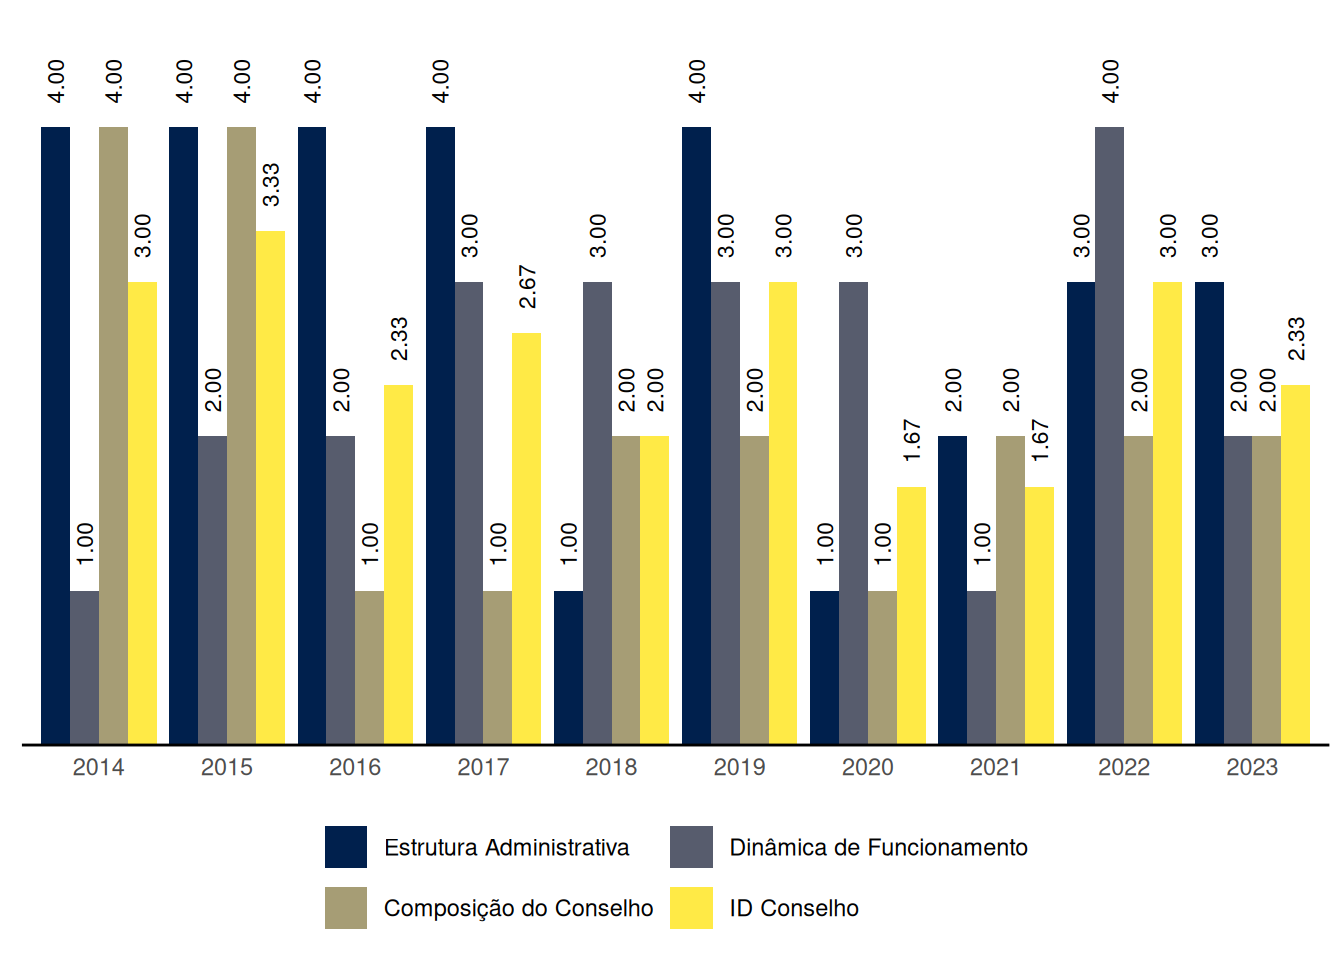 4.00 1.00 4.00 3.00 4.00 2.00 4.00 3.33 4.00 2.00 1.00 2.33 4.00 3.00 1.00 2.67 1.00 3.00 2.00 2.00 4.00 3.00 2.00 3.00 1.00 3.00 1.00 1.67 2.00 1.00 2.00 1.67 3.00 4.00 2.00 3.00 3.00 2.00 2.00 2.33
2014 2015 2016 2017 2018 2019 2020 2021 2022 2023
Estrutura Administrativa Dinâmica de Funcionamento
Composição do Conselho ID Conselho